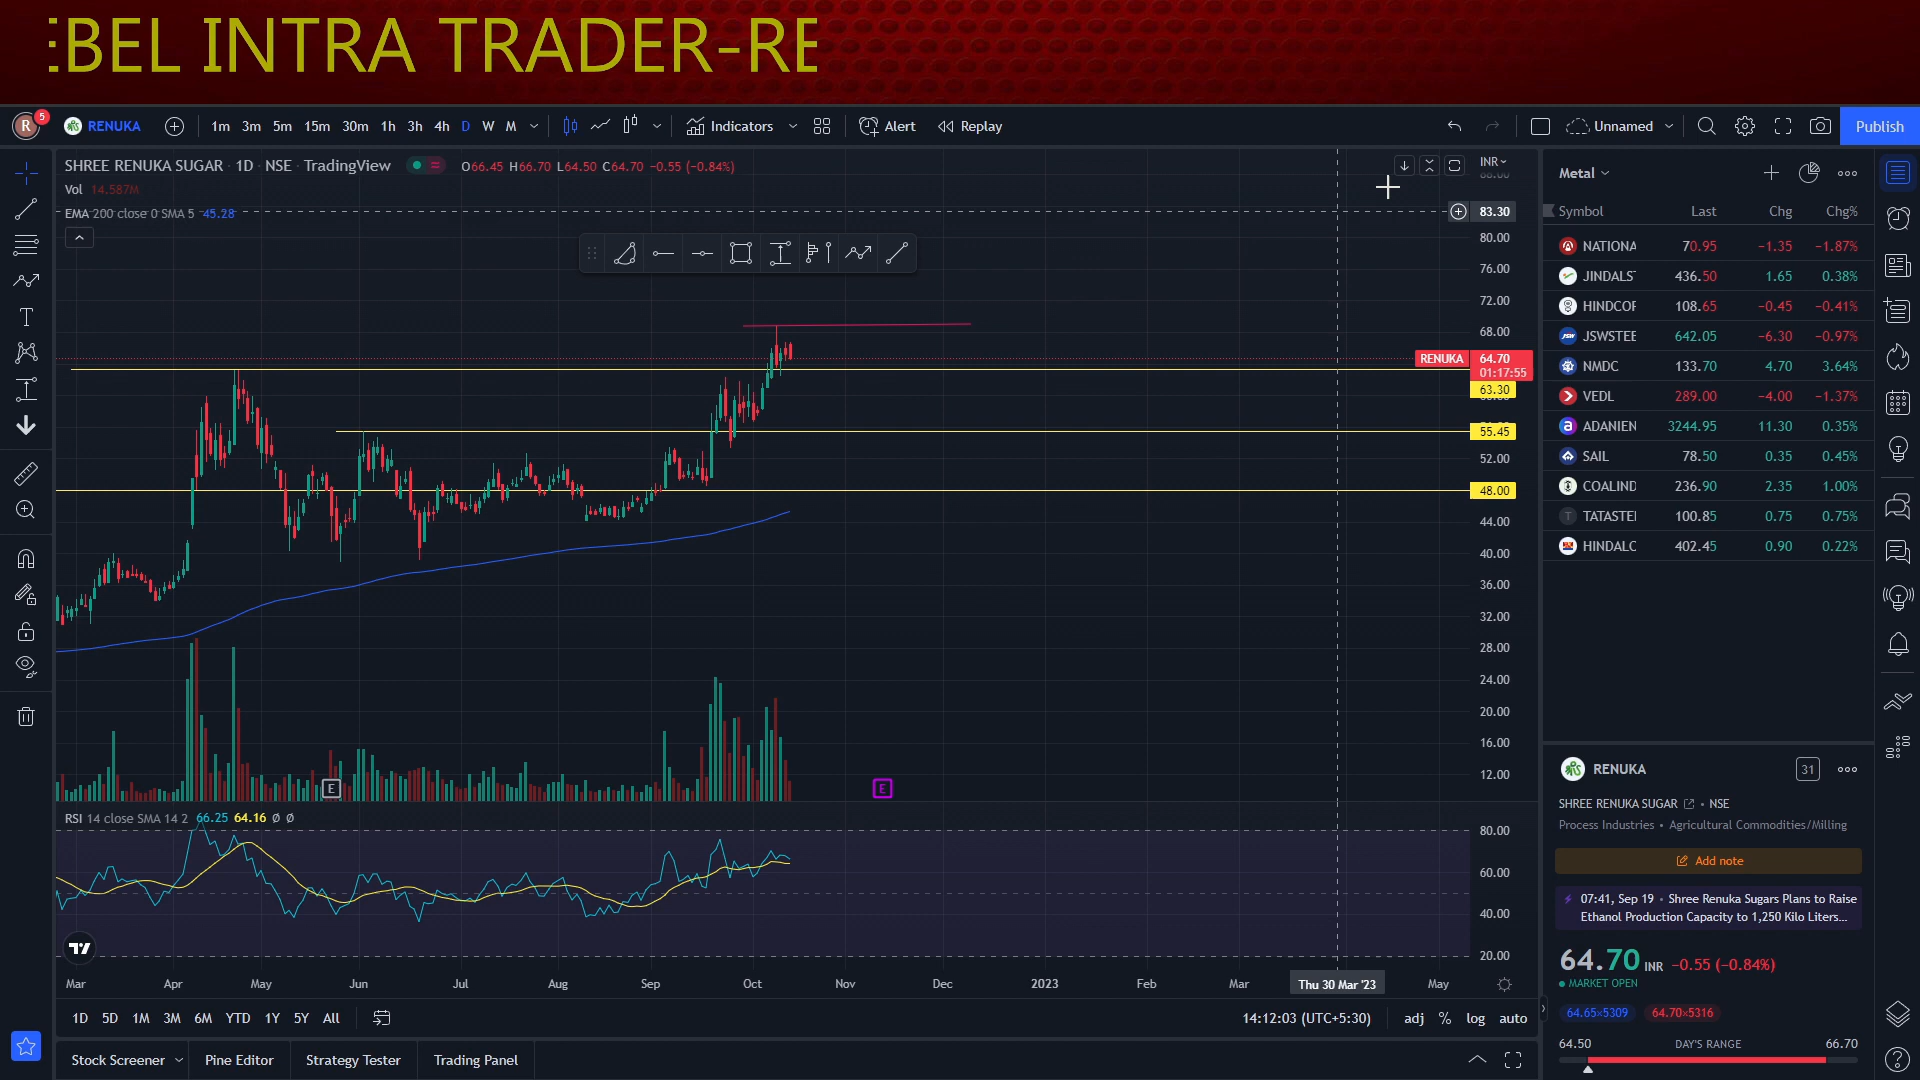 :BEL INTRA TRADER-RE
R 5 RENUKA 1m 3m 5m 15m 30m 1h 3h 4h D W M Indicators Alert Replay Unnamed Publish
SHREE RENUKA SUGAR · 1D · NSE · TradingView O66.45 H66.70 L64.50 C64.70 −0.55 (−0.84%)
Vol 14.587M
EMA 200 close 0 SMA 5 45.28
INR
88.00
83.30
80.00
76.00
72.00
68.00
RENUKA 64.70
01:17:55
63.30
55.45
52.00
48.00
44.00
40.00
36.00
32.00
28.00
24.00
20.00
16.00
12.00
E E
RSI 14 close SMA 14 2 66.25 64.16 Ø Ø
80.00
60.00
40.00
20.00
Mar Apr May Jun Jul Aug Sep Oct Nov Dec 2023 Feb Mar Thu 30 Mar '23 May
1D 5D 1M 3M 6M YTD 1Y 5Y All 14:12:03 (UTC+5:30) adj % log auto
Stock Screener Pine Editor Strategy Tester Trading Panel
Metal
Symbol Last Chg Chg%
NATIONA 70.95 −1.35 −1.87%
JINDALST 436.50 1.65 0.38%
HINDCOP 108.65 −0.45 −0.41%
JSWSTEE 642.05 −6.30 −0.97%
NMDC 133.70 4.70 3.64%
VEDL 289.00 −4.00 −1.37%
ADANIEN 3244.95 11.30 0.35%
SAIL 78.50 0.35 0.45%
COALIND 236.90 2.35 1.00%
T TATASTEE 100.85 0.75 0.75%
HINDALC 402.45 0.90 0.22%
RENUKA 31
SHREE RENUKA SUGAR • NSE
Process Industries • Agricultural Commodities/Milling
Add note
07:41, Sep 19 • Shree Renuka Sugars Plans to Raise
Ethanol Production Capacity to 1,250 Kilo Liters...
64.70 INR −0.55 (−0.84%)
MARKET OPEN
64.65×5309 64.70×5316
64.50 DAY'S RANGE 66.70